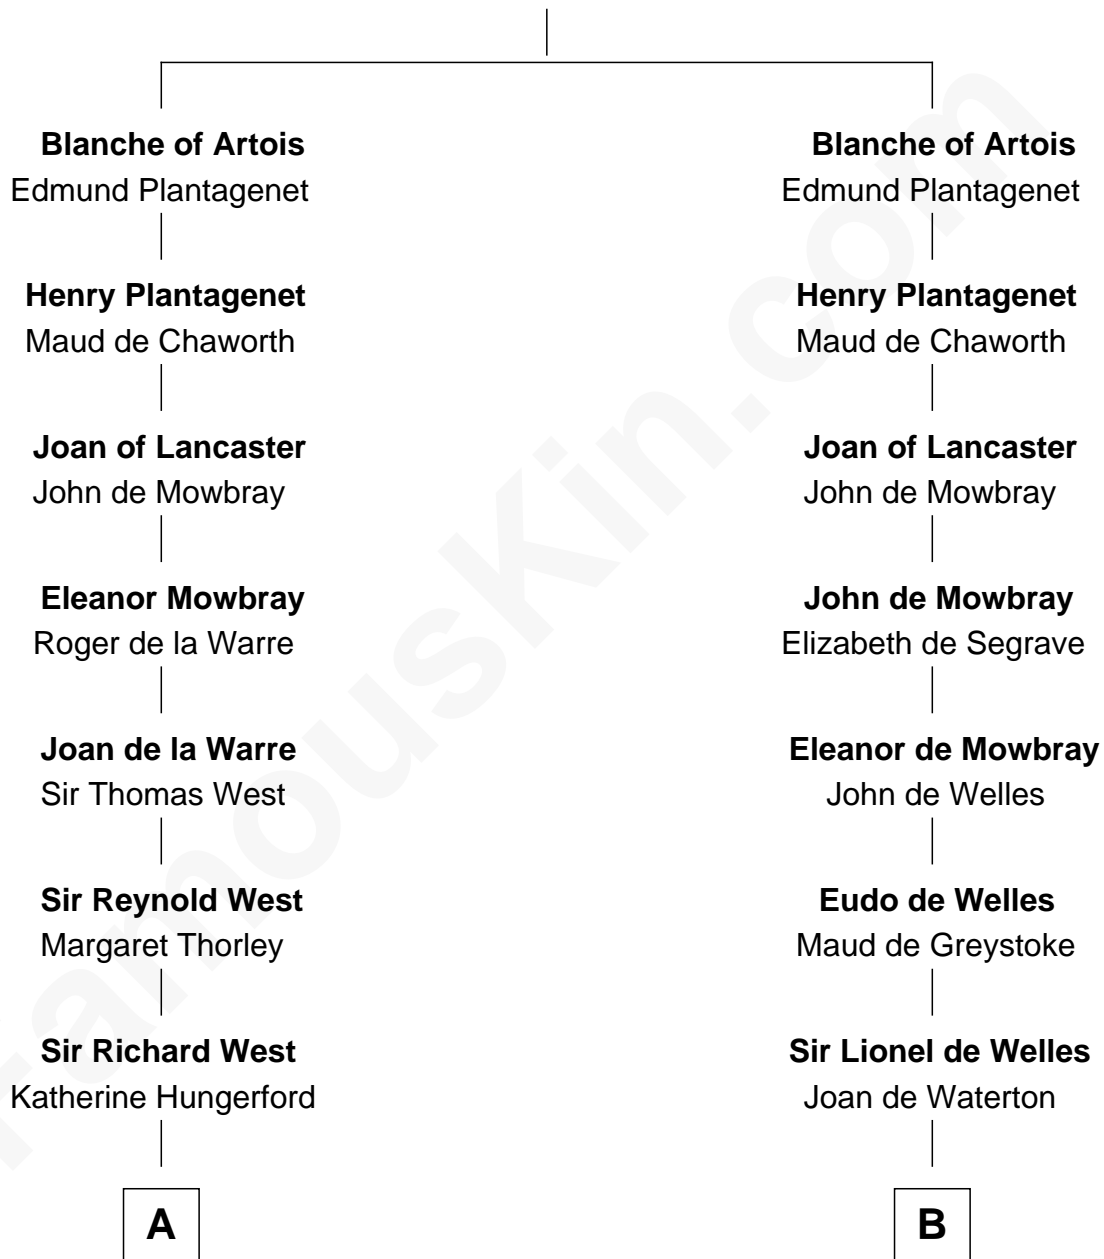 Blanche of Artois
Edmund Plantagenet
Henry Plantagenet
Maud de Chaworth
Joan of Lancaster
John de Mowbray
Eleanor Mowbray
Roger de la Warre
Joan de la Warre
Sir Thomas West
Sir Reynold West
Margaret Thorley
Sir Richard West
Katherine Hungerford
A
Blanche of Artois
Edmund Plantagenet
Henry Plantagenet
Maud de Chaworth
Joan of Lancaster
John de Mowbray
John de Mowbray
Elizabeth de Segrave
Eleanor de Mowbray
John de Welles
Eudo de Welles
Maud de Greystoke
Sir Lionel de Welles
Joan de Waterton
B
FamousKin.com